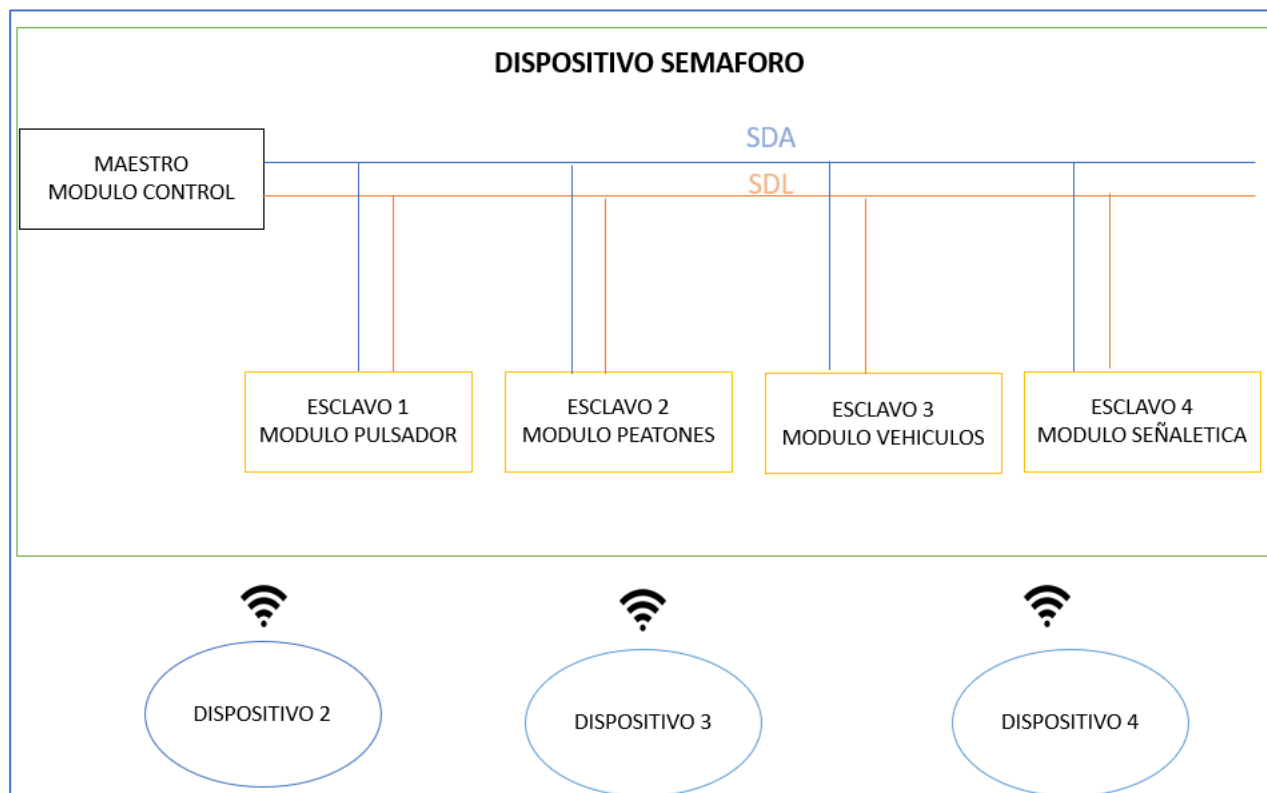 DISPOSITIVO SEMAFORO
MAESTRO
MODULO CONTROL
SDA
SDL
ESCLAVO 1
MODULO PULSADOR
ESCLAVO 2
MODULO PEATONES
ESCLAVO 3
MODULO VEHICULOS
ESCLAVO 4
MODULO SEÑALETICA
DISPOSITIVO 2
DISPOSITIVO 3
DISPOSITIVO 4